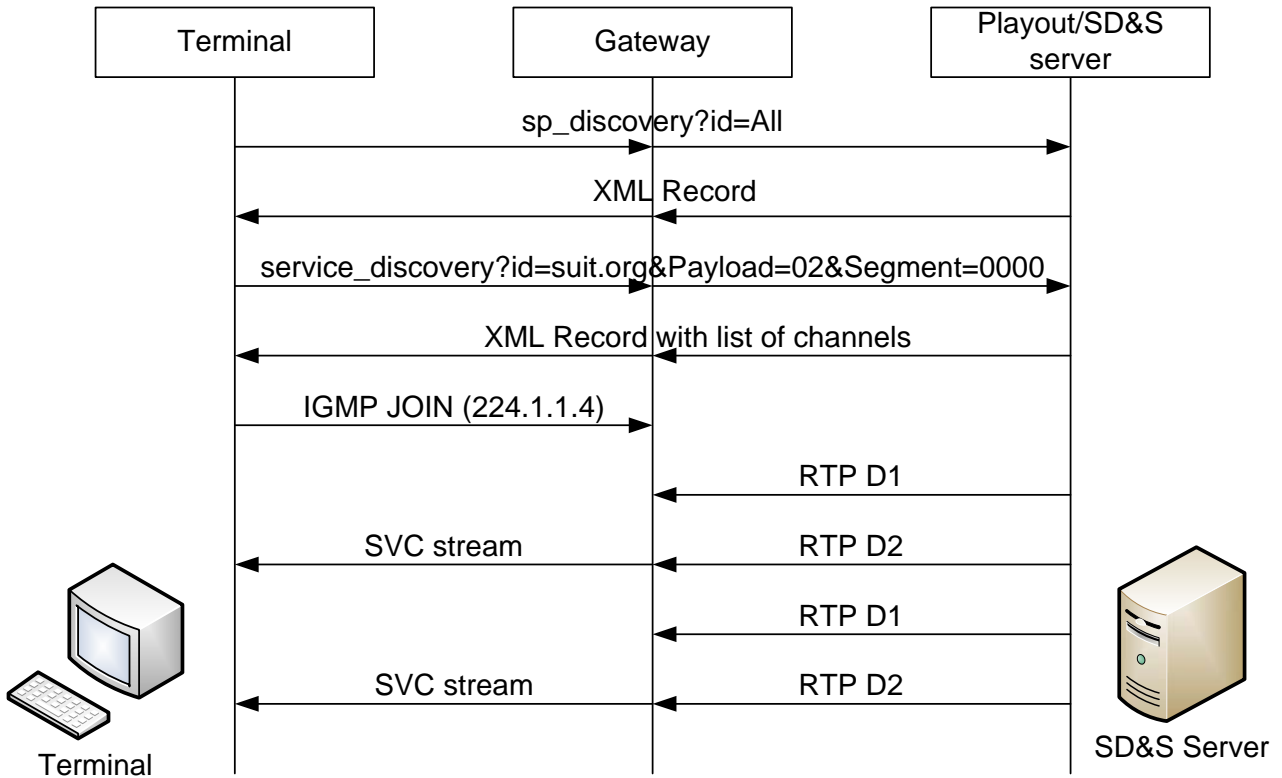 Terminal
Gateway
Playout/SD&S
server
sp_discovery?id=All
XML Record
service_discovery?id=suit.org&Payload=02&Segment=0000
XML Record with list of channels
IGMP JOIN (224.1.1.4)
RTP D1
SVC stream
RTP D2
RTP D1
SVC stream
RTP D2
Terminal
SD&S Server